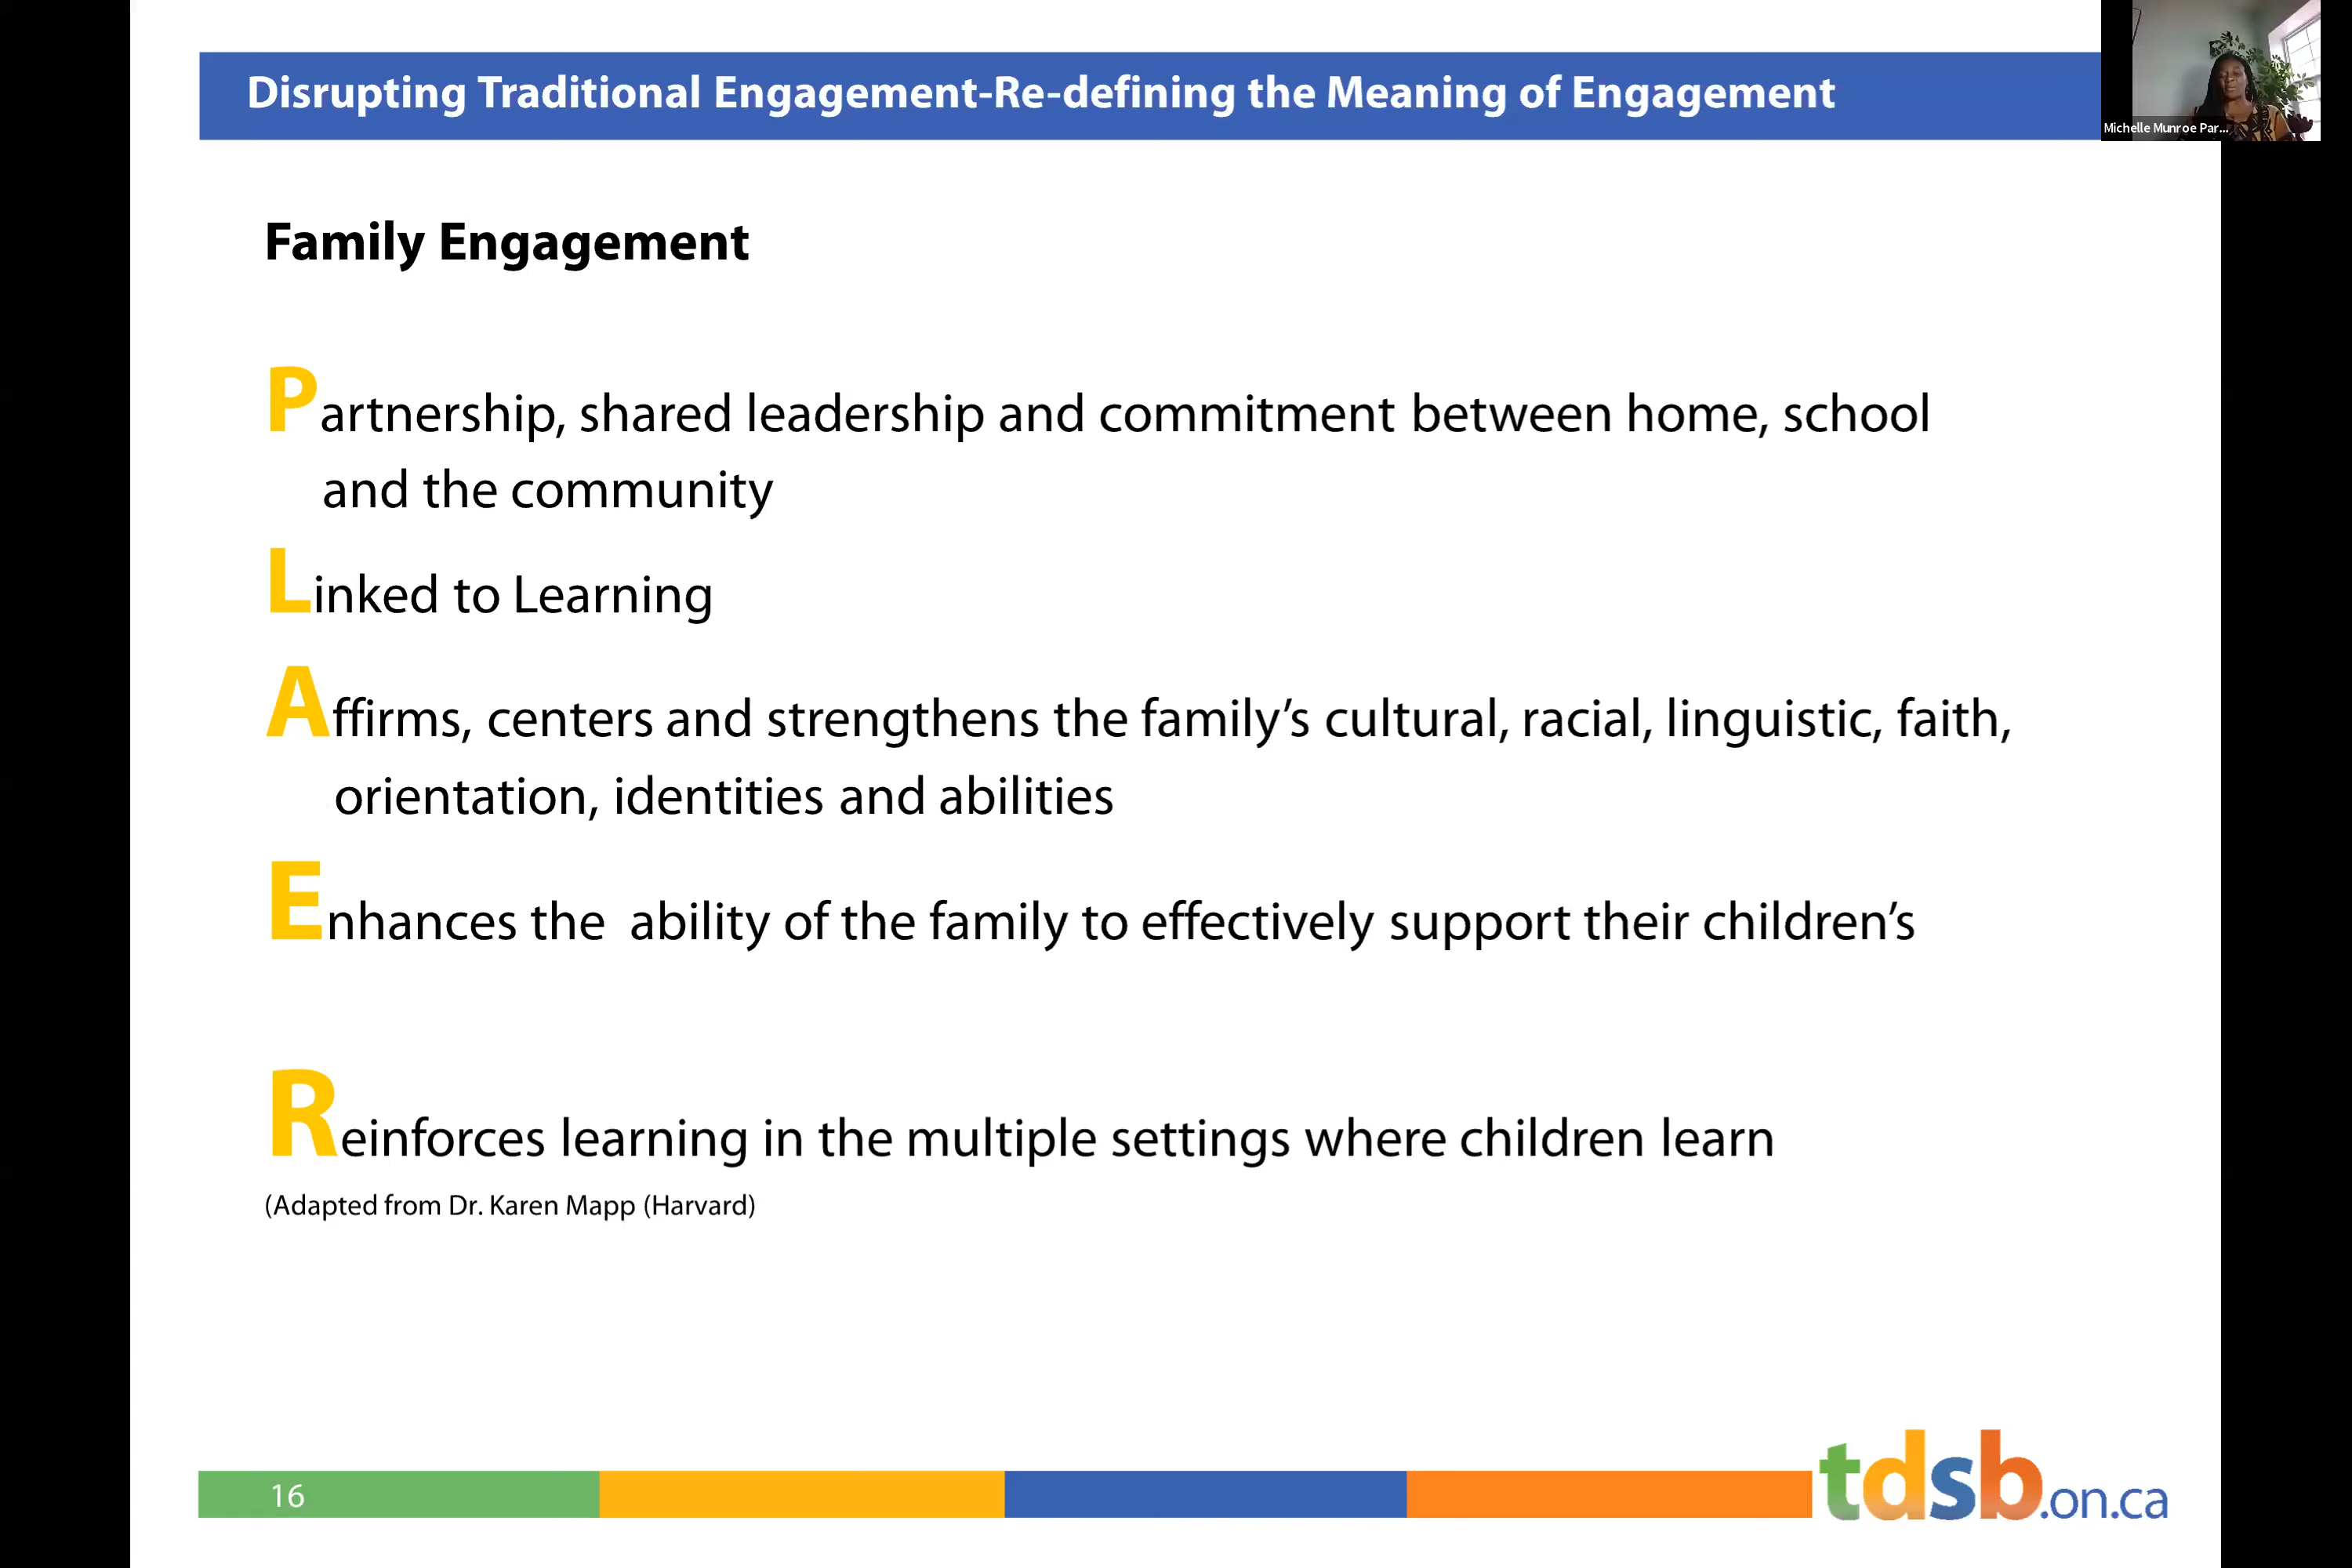 Disrupting Traditional Engagement-Re-defining the Meaning of Engagement
Michelle Munroe Par...
Family Engagement
Partnership, shared leadership and commitment between home, school
and the community
Linked to Learning
Affirms, centers and strengthens the family’s cultural, racial, linguistic, faith,
orientation, identities and abilities
Enhances the  ability of the family to effectively support their children’s
Reinforces learning in the multiple settings where children learn
(Adapted from Dr. Karen Mapp (Harvard)
16
tdsb.on.ca